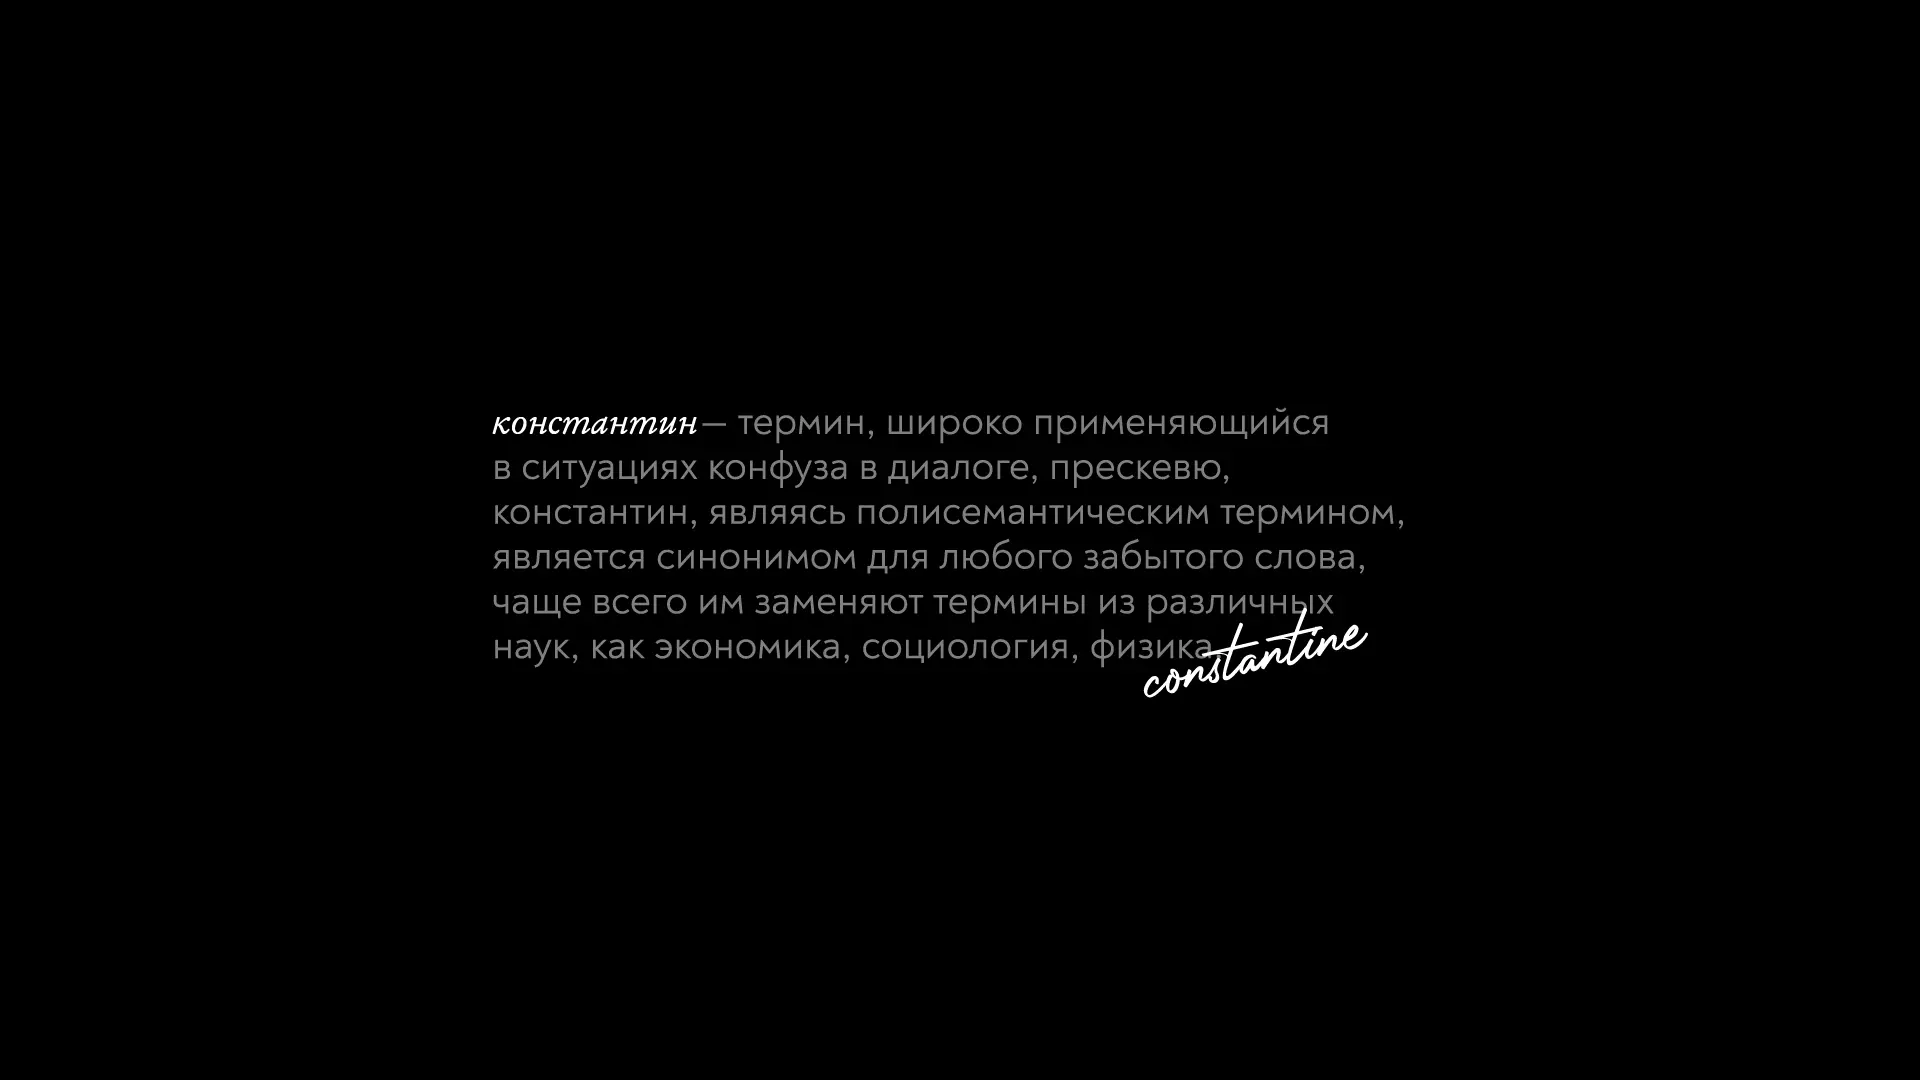 константин — термин, широко применяющийся
в ситуациях конфуза в диалоге, прескевю,
константин, являясь полисемантическим термином,
является синонимом для любого забытого слова,
чаще всего им заменяют термины из различных
наук, как экономика, социология, физика.
constantine